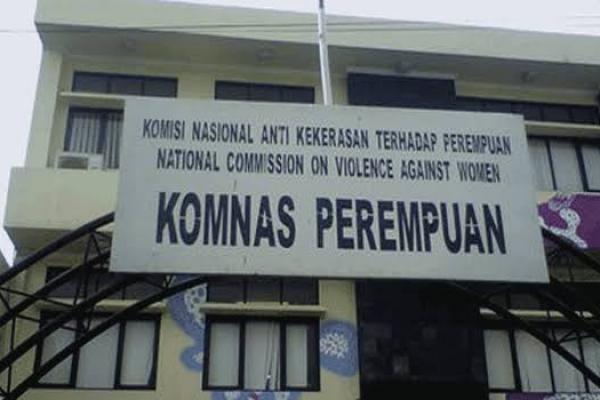 KOMISI NASIONAL ANTI KEKERASAN TERHADAP PEREMPUAN
NATIONAL COMMISSION ON VIOLENCE AGAINST WOMEN
KOMNAS PEREMPUAN